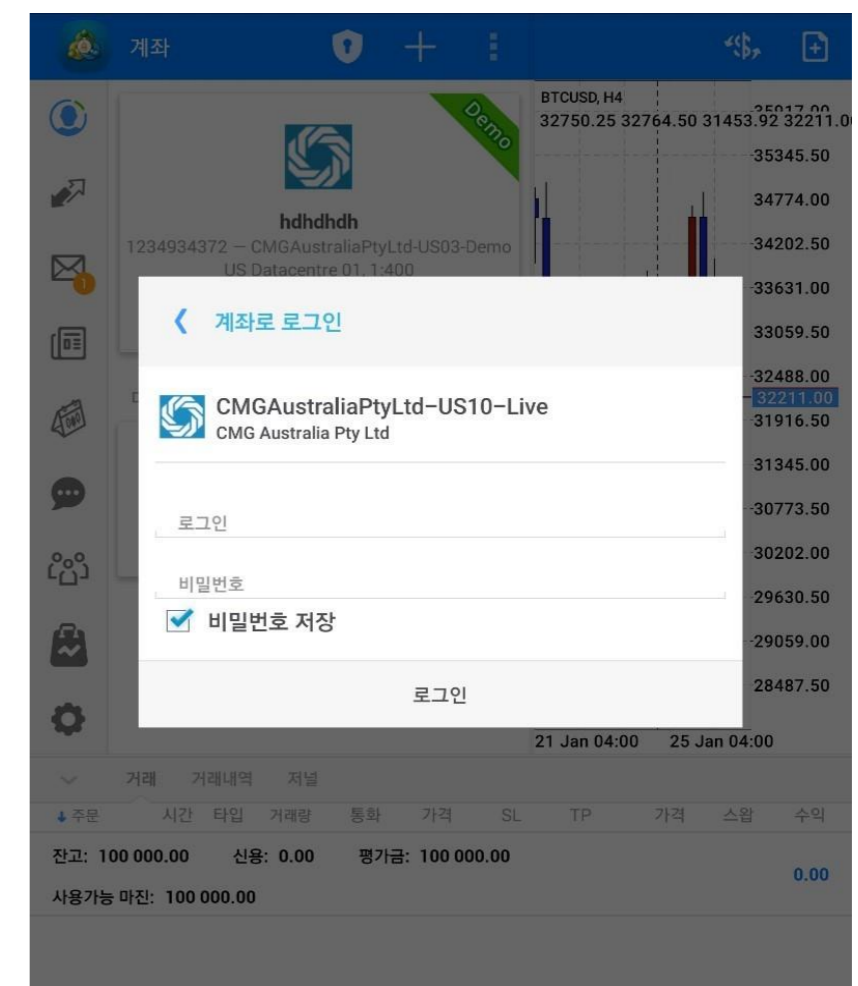 계좌
BTCUSD, H4
32750.25 32764.50 31453.92 32211.0
35345.50
34774.00
34202.50
33631.00
33059.50
32488.00
32211.00
31916.50
31345.00
30773.50
30202.00
29630.50
29059.00
28487.50
21 Jan 04:00 25 Jan 04:00
Demo
hdhdhdh
1234934372 – CMGAustraliaPtyLtd-US03-Demo
US Datacentre 01, 1:400
1
계좌로 로그인
CMGAustraliaPtyLtd-US10-Live
CMG Australia Pty Ltd
로그인
비밀번호
비밀번호 저장
로그인
거래 거래내역 저널
주문 시간 타입 거래량 통화 가격 SL TP 가격 스왑 수익
잔고: 100 000.00 신용: 0.00 평가금: 100 000.00
0.00
사용가능 마진: 100 000.00